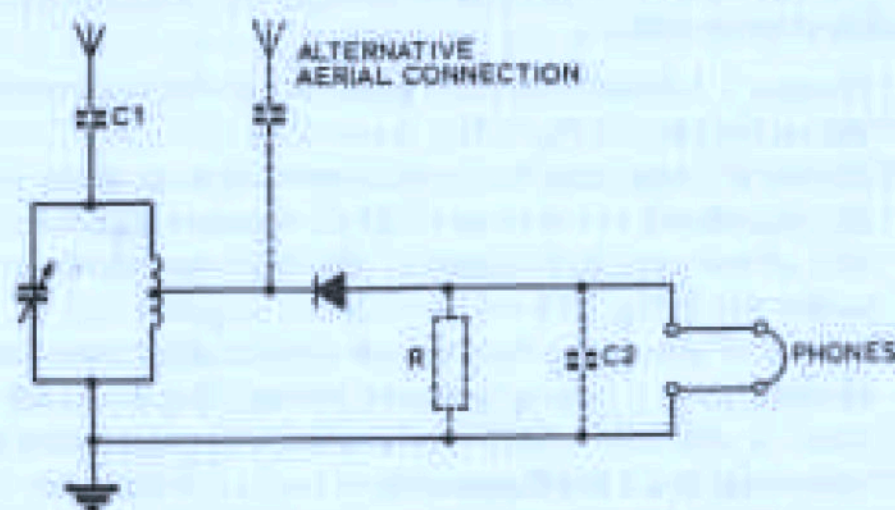 ALTERNATIVE
AERIAL CONNECTION
C1
R
C2
PHONES